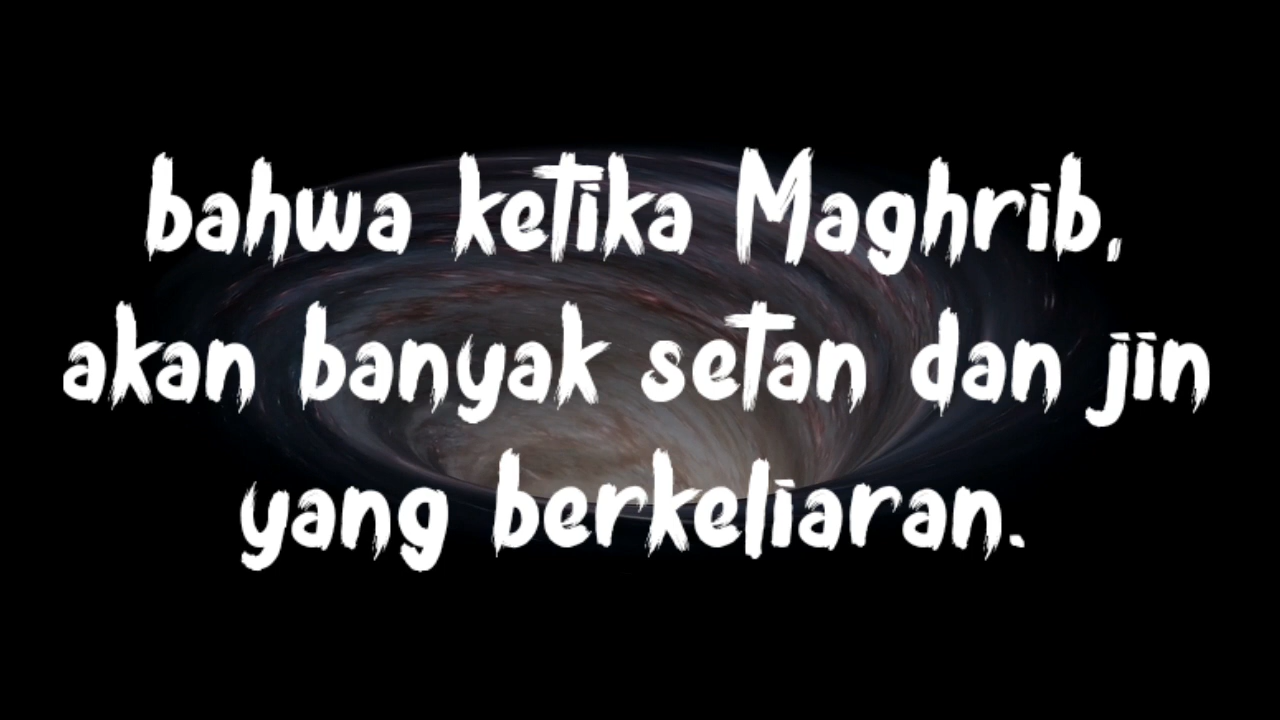 bahwa ketika Maghrib,
akan banyak setan dan jin
yang berkeliaran.